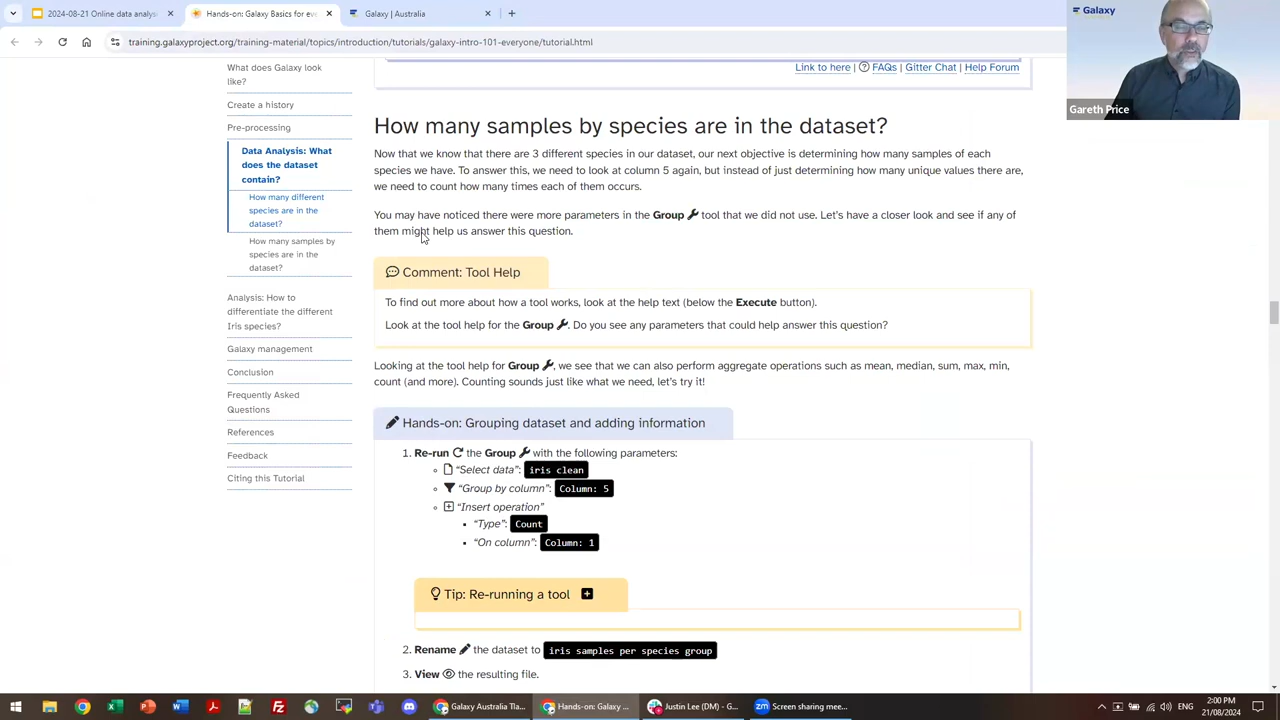 2024-08-21 Online data analysi
Hands-on: Galaxy Basics for eve
Galaxy | Australia
training.galaxyproject.org/training-material/topics/introduction/tutorials/galaxy-intro-101-everyone/tutorial.html
Galaxy
Gareth Price
What does Galaxy look
like?
Create a history
Pre-processing
Data Analysis: What
does the dataset
contain?
How many different
species are in the
dataset?
How many samples by
species are in the
dataset?
Analysis: How to
differentiate the different
Iris species?
Galaxy management
Conclusion
Frequently Asked
Questions
References
Feedback
Citing this Tutorial
Link to here | FAQs | Gitter Chat | Help Forum
How many samples by species are in the dataset?
Now that we know that there are 3 different species in our dataset, our next objective is determining how many samples of each
species we have. To answer this, we need to look at column 5 again, but instead of just determining how many unique values there are,
we need to count how many times each of them occurs.
You may have noticed there were more parameters in the Group tool that we did not use. Let's have a closer look and see if any of
them might help us answer this question.
Comment: Tool Help
To find out more about how a tool works, look at the help text (below the Execute button).
Look at the tool help for the Group . Do you see any parameters that could help answer this question?
Looking at the tool help for Group , we see that we can also perform aggregate operations such as mean, median, sum, max, min,
count (and more). Counting sounds just like what we need, let's try it!
Hands-on: Grouping dataset and adding information
1. Re-run the Group with the following parameters:
"Select data": iris clean
"Group by column": Column: 5
"Insert operation"
"Type": Count
"On column": Column: 1
Tip: Re-running a tool
2. Rename the dataset to iris samples per species group
3. View the resulting file.
Galaxy Australia Tla...
Hands-on: Galaxy ...
Justin Lee (DM) - G...
Screen sharing mee...
ENG
2:00 PM
21/08/2024